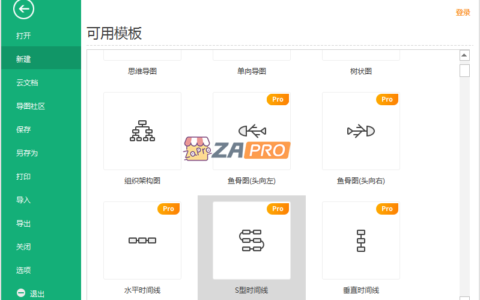 登录
打开
新建
云文档
导图社区
保存
另存为
打印
导入
导出
关闭
选项
退出
可用模板
思维导图
单向导图
树状图
Pro
Pro
组织架构图
鱼骨图(头向左)
鱼骨图(头向右)
ZaPro
ZAPRO
Pro
Pro
Pro
水平时间线
S型时间线
垂直时间线